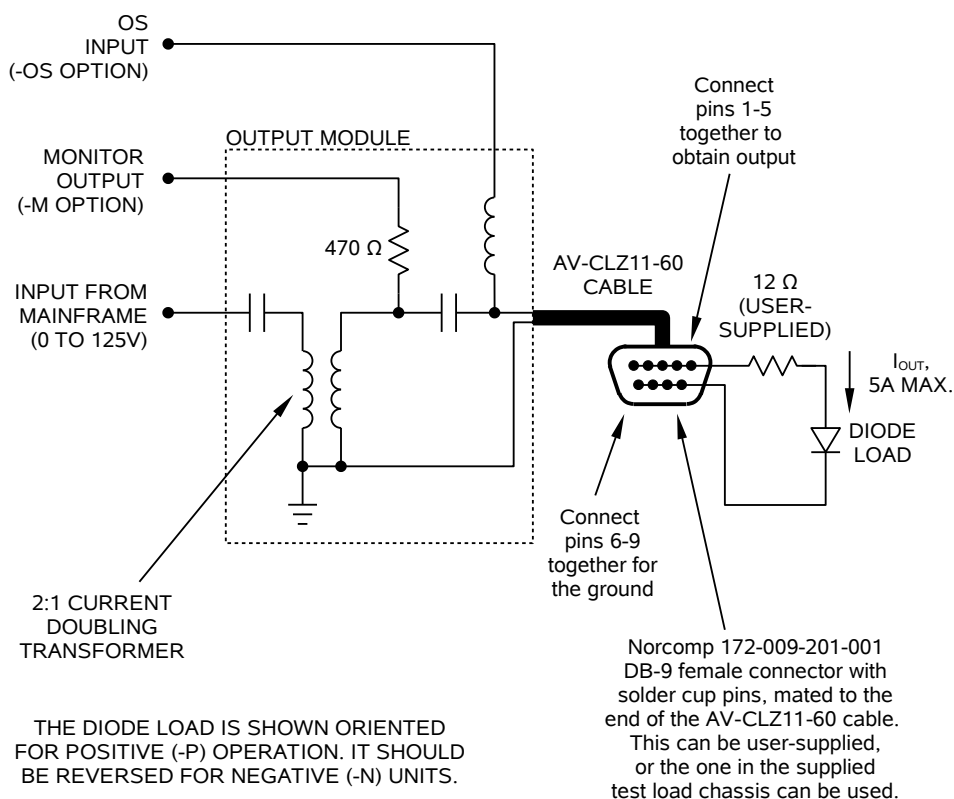 OS
INPUT
(-OS OPTION)
Connect
pins 1-5
together to
obtain output
OUTPUT MODULE
MONITOR
OUTPUT
(-M OPTION)
470 Ω
AV-CLZ11-60
CABLE
12 Ω
(USER-
SUPPLIED)
INPUT FROM
MAINFRAME
(0 TO 125V)
IOUT,
5A MAX.
DIODE
LOAD
Connect
pins 6-9
together for
the ground
2:1 CURRENT
DOUBLING
TRANSFORMER
Norcomp 172-009-201-001
DB-9 female connector with
solder cup pins, mated to the
end of the AV-CLZ11-60 cable.
This can be user-supplied,
or the one in the supplied
test load chassis can be used.
THE DIODE LOAD IS SHOWN ORIENTED
FOR POSITIVE (-P) OPERATION. IT SHOULD
BE REVERSED FOR NEGATIVE (-N) UNITS.